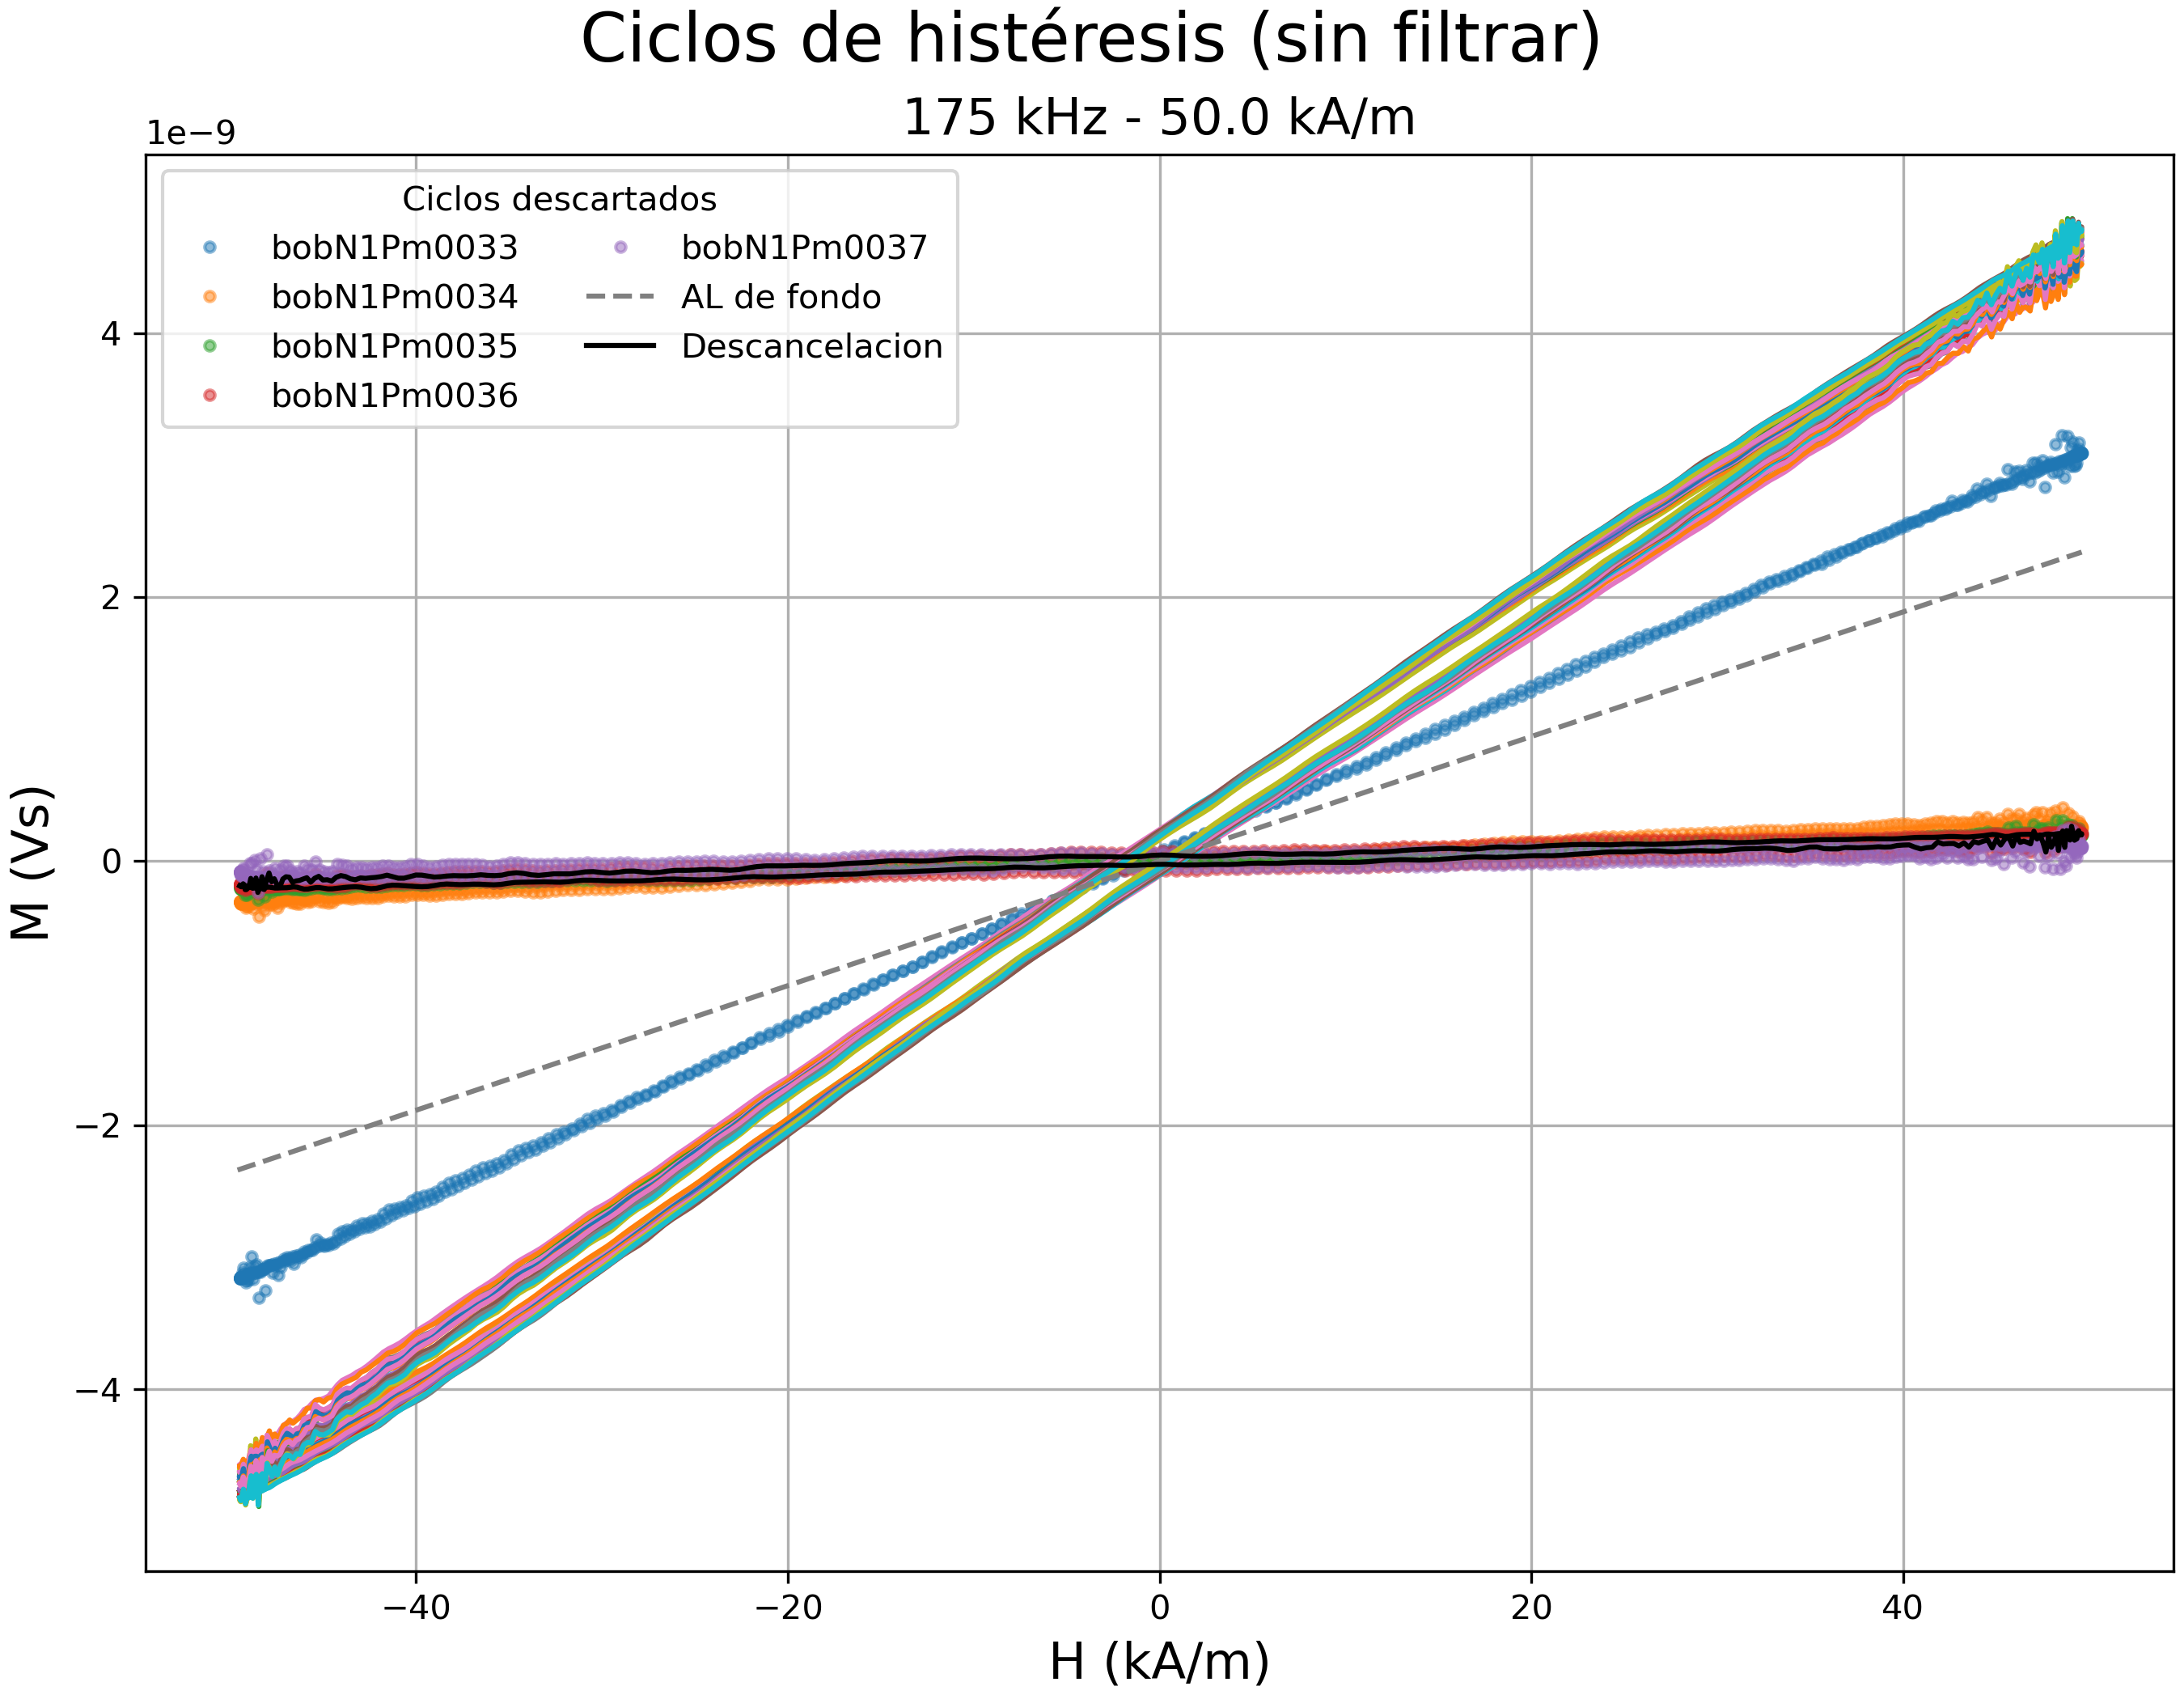 Ciclos de histéresis (sin filtrar)
175 kHz - 50.0 kA/m
1e−9
Ciclos descartados
bobN1Pm0033
bobN1Pm0034
bobN1Pm0035
bobN1Pm0036
bobN1Pm0037
AL de fondo
Descancelacion
M (Vs)
4
2
0
−2
−4
−40
−20
0
20
40
H (kA/m)